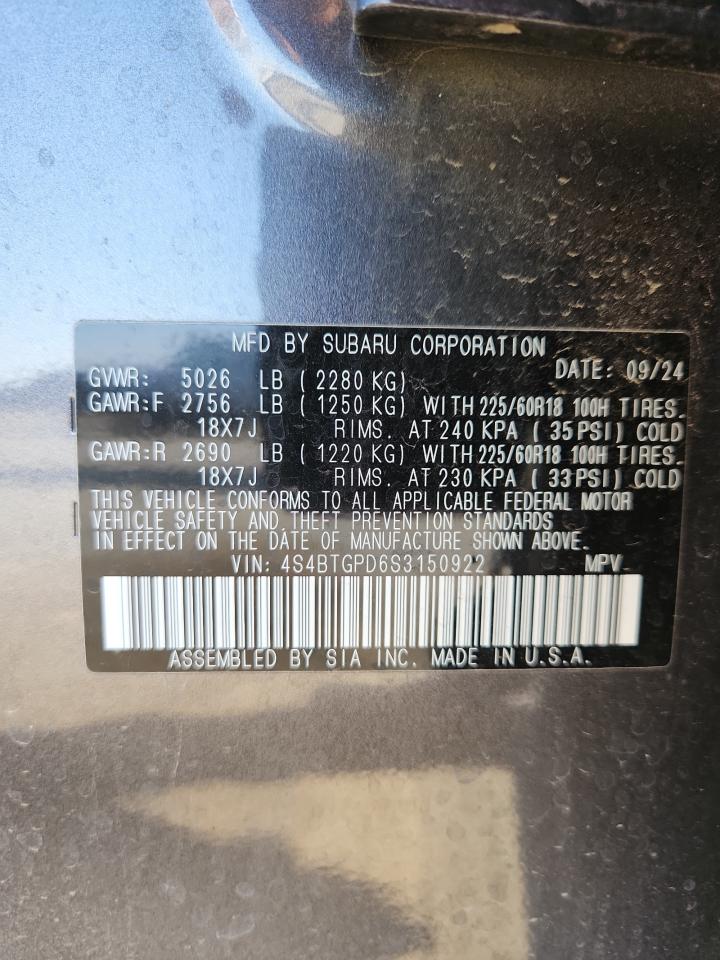 MFD BY SUBARU CORPORATION
DATE: 09/24
GVWR: 5026 LB ( 2280 KG)
GAWR:F 2756 LB ( 1250 KG) WITH 225/60R18 100H TIRES.
18X7J RIMS. AT 240 KPA ( 35 PSI) COLD
GAWR:R 2690 LB ( 1220 KG) WITH 225/60R18 100H TIRES.
18X7J RIMS. AT 230 KPA ( 33 PSI) COLD
THIS VEHICLE CONFORMS TO ALL APPLICABLE FEDERAL MOTOR
VEHICLE SAFETY AND THEFT PREVENTION STANDARDS
IN EFFECT ON THE DATE OF MANUFACTURE SHOWN ABOVE.
VIN: 4S4BTGPD6S3150922 MPV
ASSEMBLED BY SIA INC. MADE IN U.S.A.